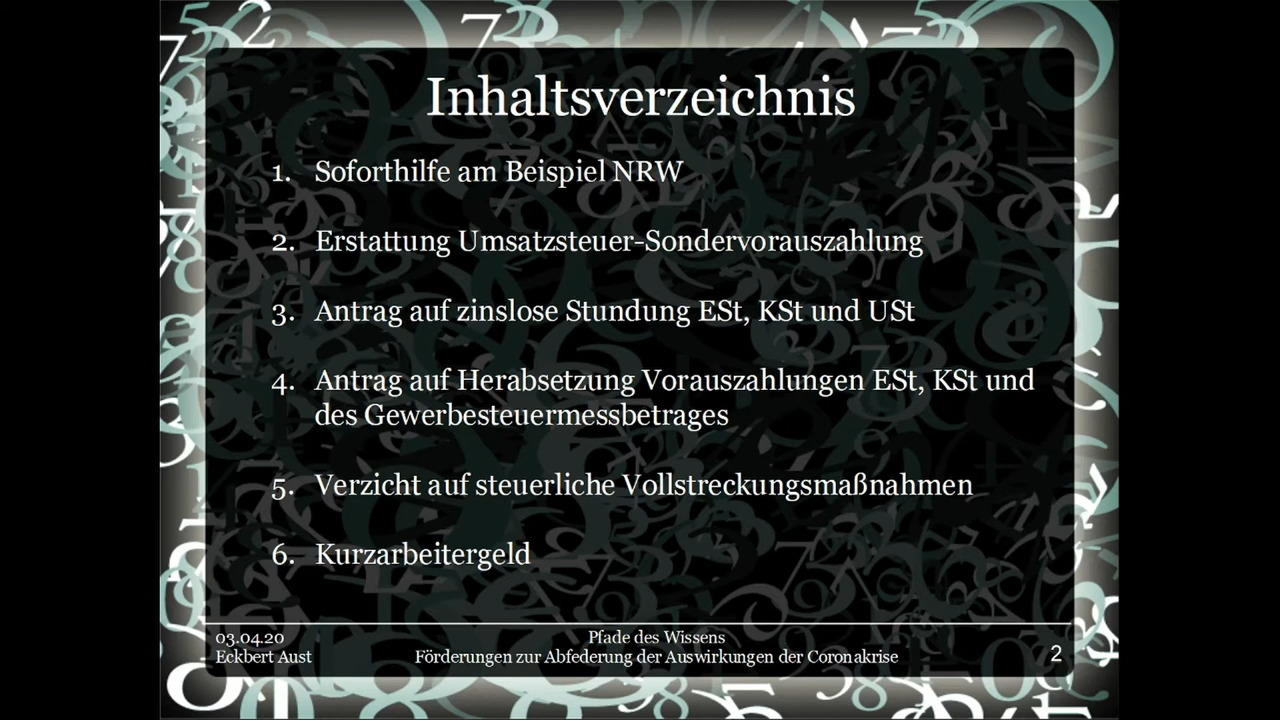 Inhaltsverzeichnis
1. Soforthilfe am Beispiel NRW
2. Erstattung Umsatzsteuer-Sondervorauszahlung
3. Antrag auf zinslose Stundung ESt, KSt und USt
4. Antrag auf Herabsetzung Vorauszahlungen ESt, KSt und
des Gewerbesteuermessbetrages
5. Verzicht auf steuerliche Vollstreckungsmaßnahmen
6. Kurzarbeitergeld
03.04.20
Eckbert Aust
Pfade des Wissens
Förderungen zur Abfederung der Auswirkungen der Coronakrise
2